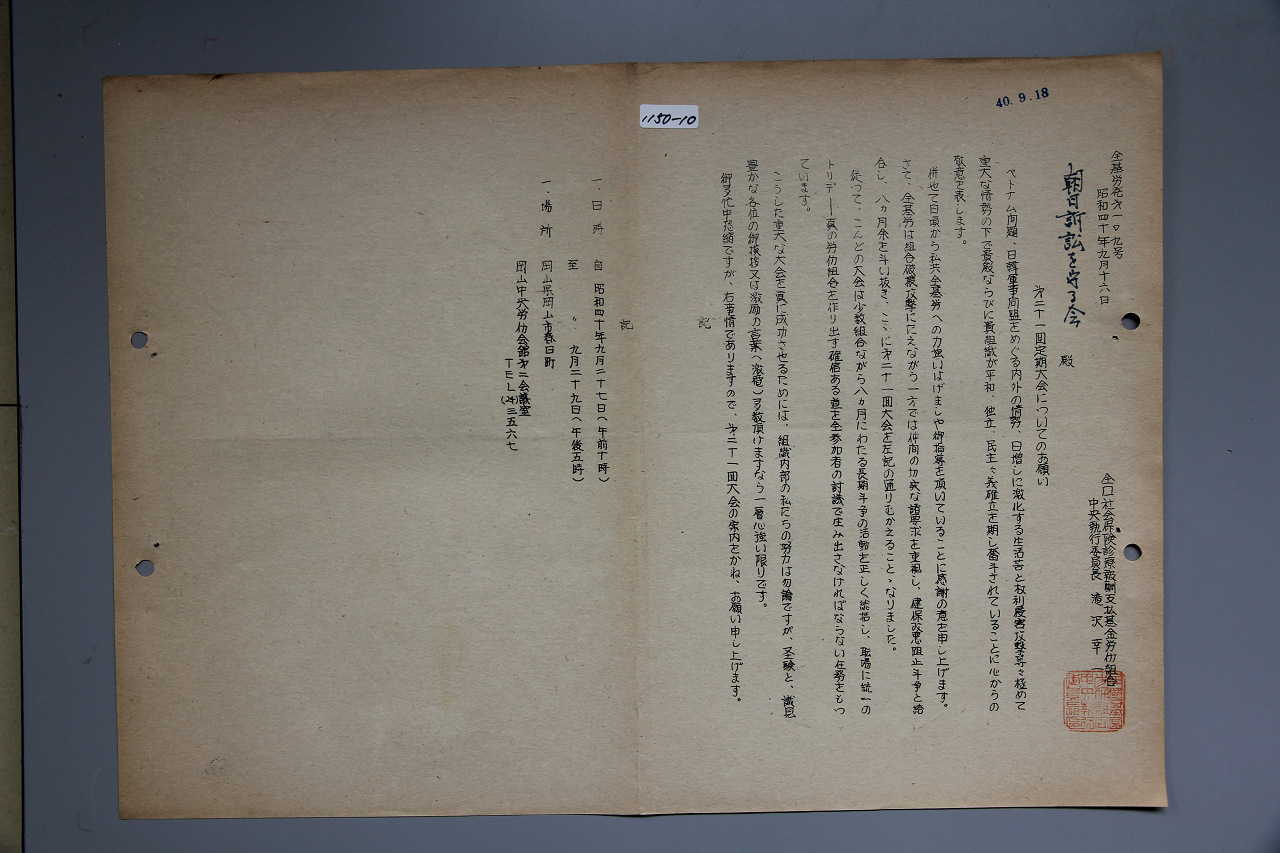 40.9.18
1150-10
全基労発第一〇九号
昭和四十年九月十六日
朝日訴訟を守る会
殿
全国社会保険診療報酬支払基金労仂組合
中央執行委員長 滝沢幸一
第二十一回定期大会についてのお願い
ベトナム問題、日韓軍事同盟をめぐる内外の情勢、日増しに激化する生活苦と権利侵害攻撃等々極めて
重大な情勢の下で貴殿ならびに貴組織が平和、独立、民主々義確立を期し奮斗されていることに心からの
敬意を表します。
併せて日頃から私共全基労への力強いはげましや御指導を頂いていることに感謝の意を申し上げます。
さて、全基労は組合破壊攻撃にたえながら一方では仲間の切実な諸要求を重視し、健保改悪阻止斗争と結
合し、八ヵ月余を斗い抜き、こゝに第二十一回大会を左記の通りむかえることゝなりました。
従つて、こんどの大会は少数組合ながら八ヵ月にわたる長期斗争の活動を正しく総括し、職場に統一の
トリデー真の労仂組合を作り出す確信ある道を全参加者の討議で生み出さなければならない任務をもつ
ています。
こうした重大な大会を真に成功させるためには、組織内部の私たちの努力は勿論ですが、経験と、識見
豊かな各位の御挨拶又は激励の言葉(激電)多数頂けますなら一層心強い限りです。
御多忙中恐縮ですが、右事情でありますので、第二十一回大会の案内をかね、お願い申し上げます。
記
記
一、日時 自 昭和四十年九月二十七日(午前十時)
至 〃 九月二十九日(午後五時)
一、場所 岡山県岡山市春日町
岡山中央労仂会館第二会議室
TEL(24)三五六七